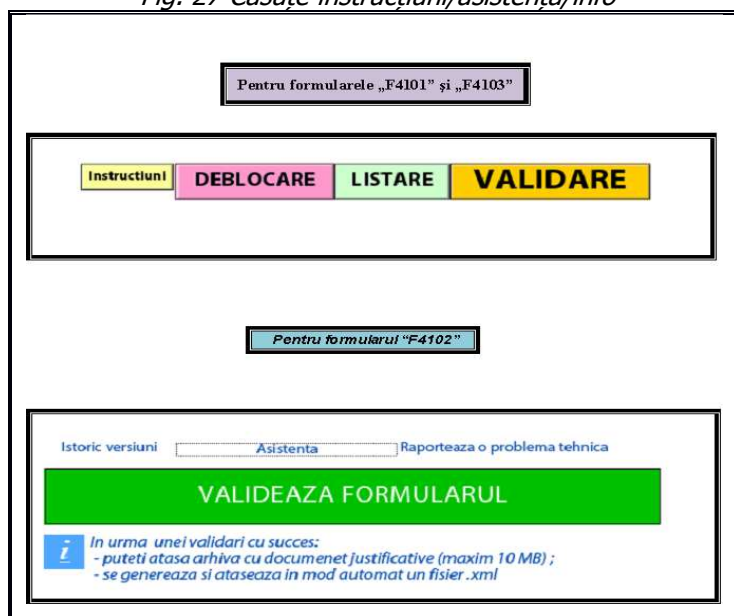 Fig. 27 Căsuțe instrucțiuni/asistență/info
Pentru formularele „F4101” și „F4103”
Instructiuni DEBLOCARE LISTARE VALIDARE
Pentru formularul “F4102”
Istoric versiuni Asistenta Raporteaza o problema tehnica
VALIDEAZA FORMULARUL
i In urma unei validari cu succes:
- puteti atasa arhiva cu documenet justificative (maxim 10 MB) ;
- se genereaza si ataseaza in mod automat un fisier .xml